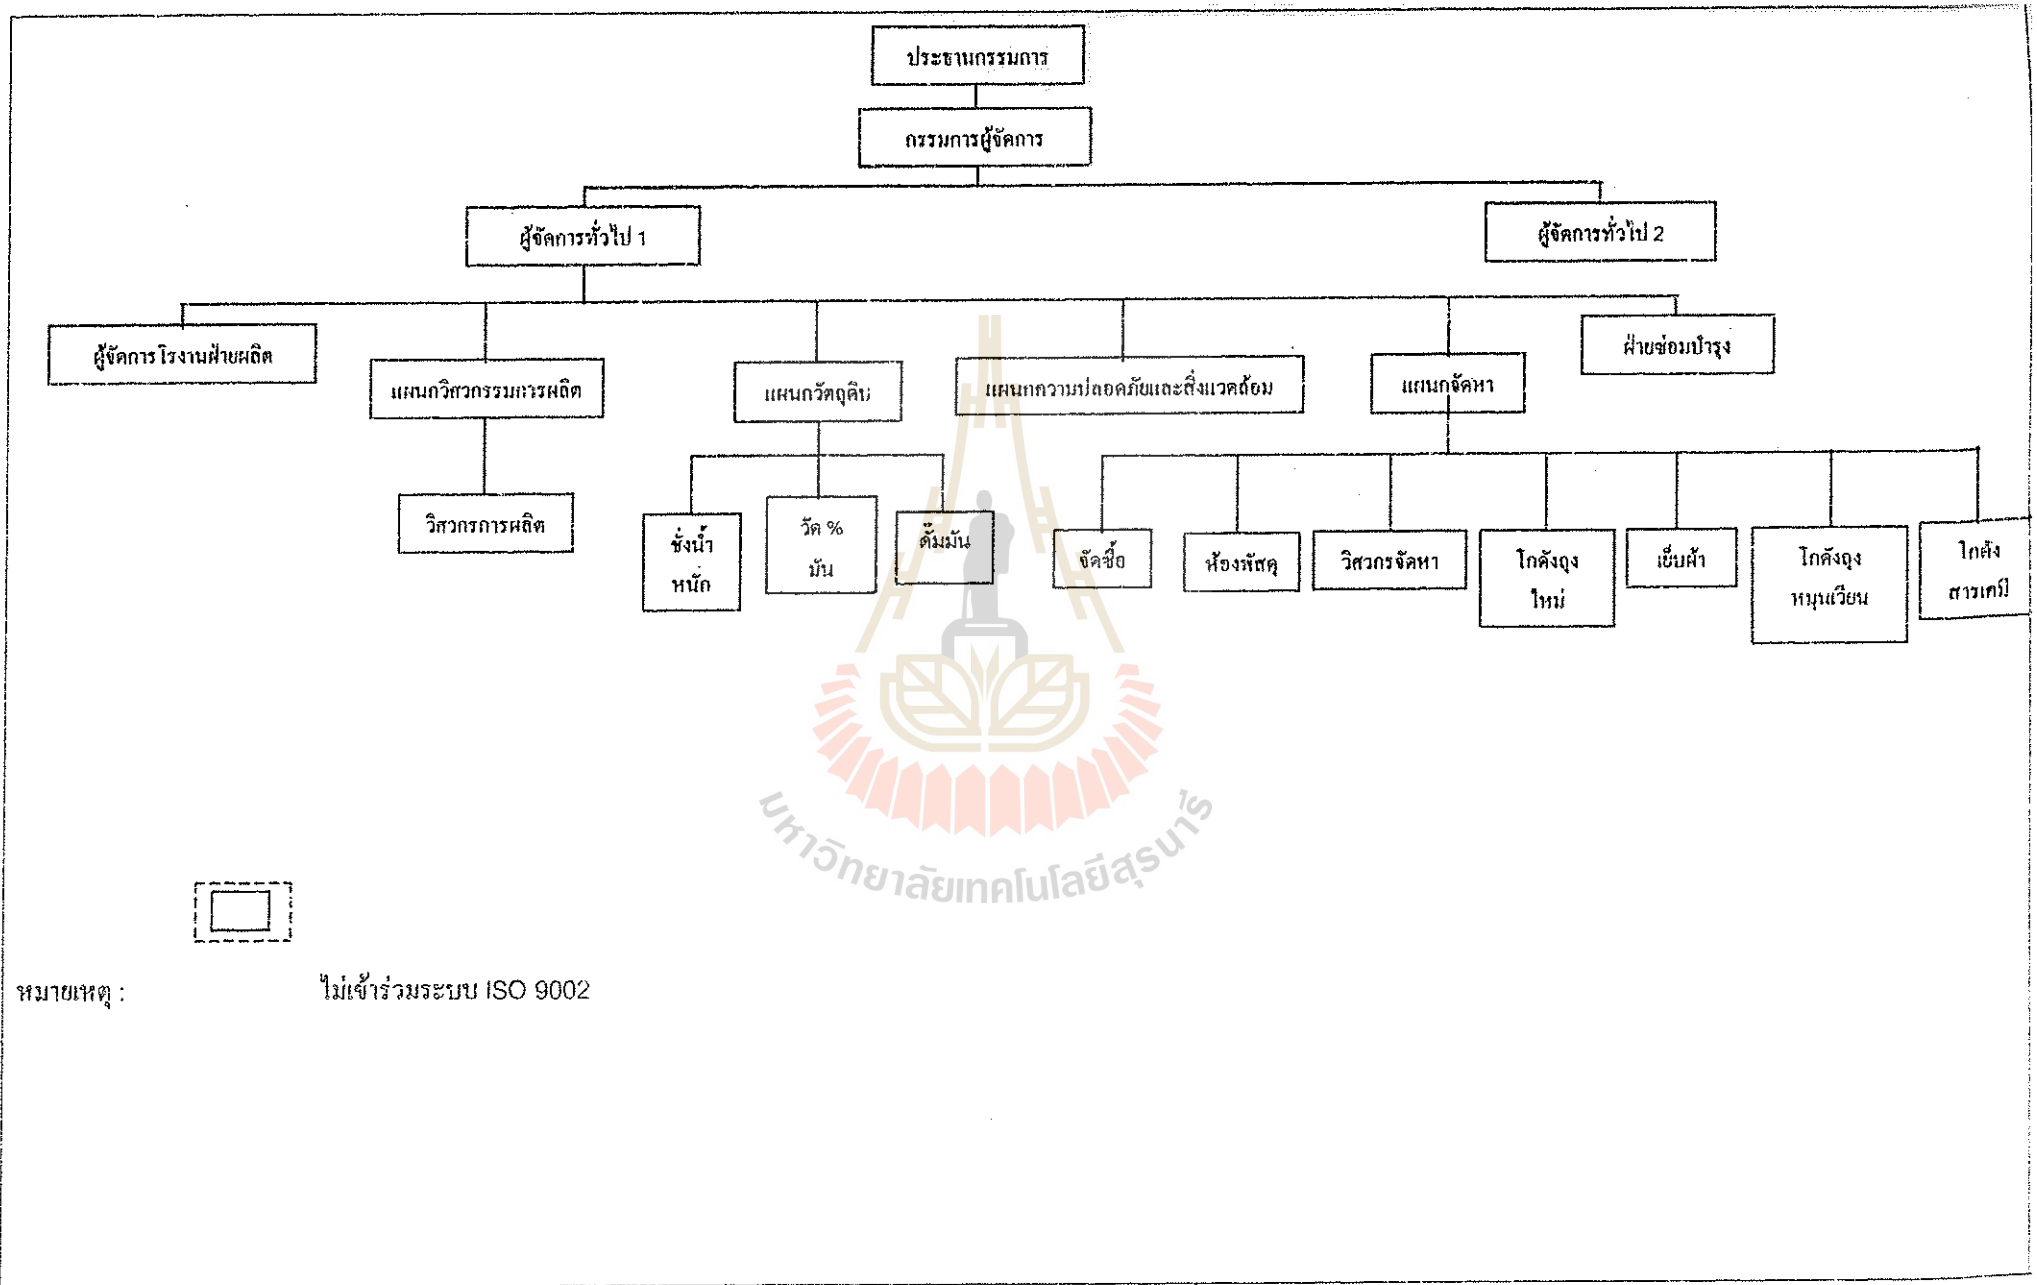 ประธานกรรมการ
กรรมการผู้จัดการ
ผู้จัดการทั่วไป 1
ผู้จัดการทั่วไป 2
ผู้จัดการโรงงานฝ่ายผลิต
แผนกวิศวกรรมการผลิต
แผนกวัตถุดิบ
แผนกความปลอดภัยและสิ่งแวดล้อม
แผนกจัดหา
ฝ่ายซ่อมบำรุง
วิศวกรการผลิต
ชั่งน้ำ
หนัก
วัด %
มัน
ดั๊มมัน
จัดซื้อ
ห้องพัสดุ
วิศวกรจัดหา
โกดังถุง
ใหม่
เย็บผ้า
โกดังถุง
หมุนเวียน
โกดัง
สารเคมี
มหาวิทยาลัยเทคโนโลยีสุรนารี
หมายเหตุ : ไม่เข้าร่วมระบบ ISO 9002